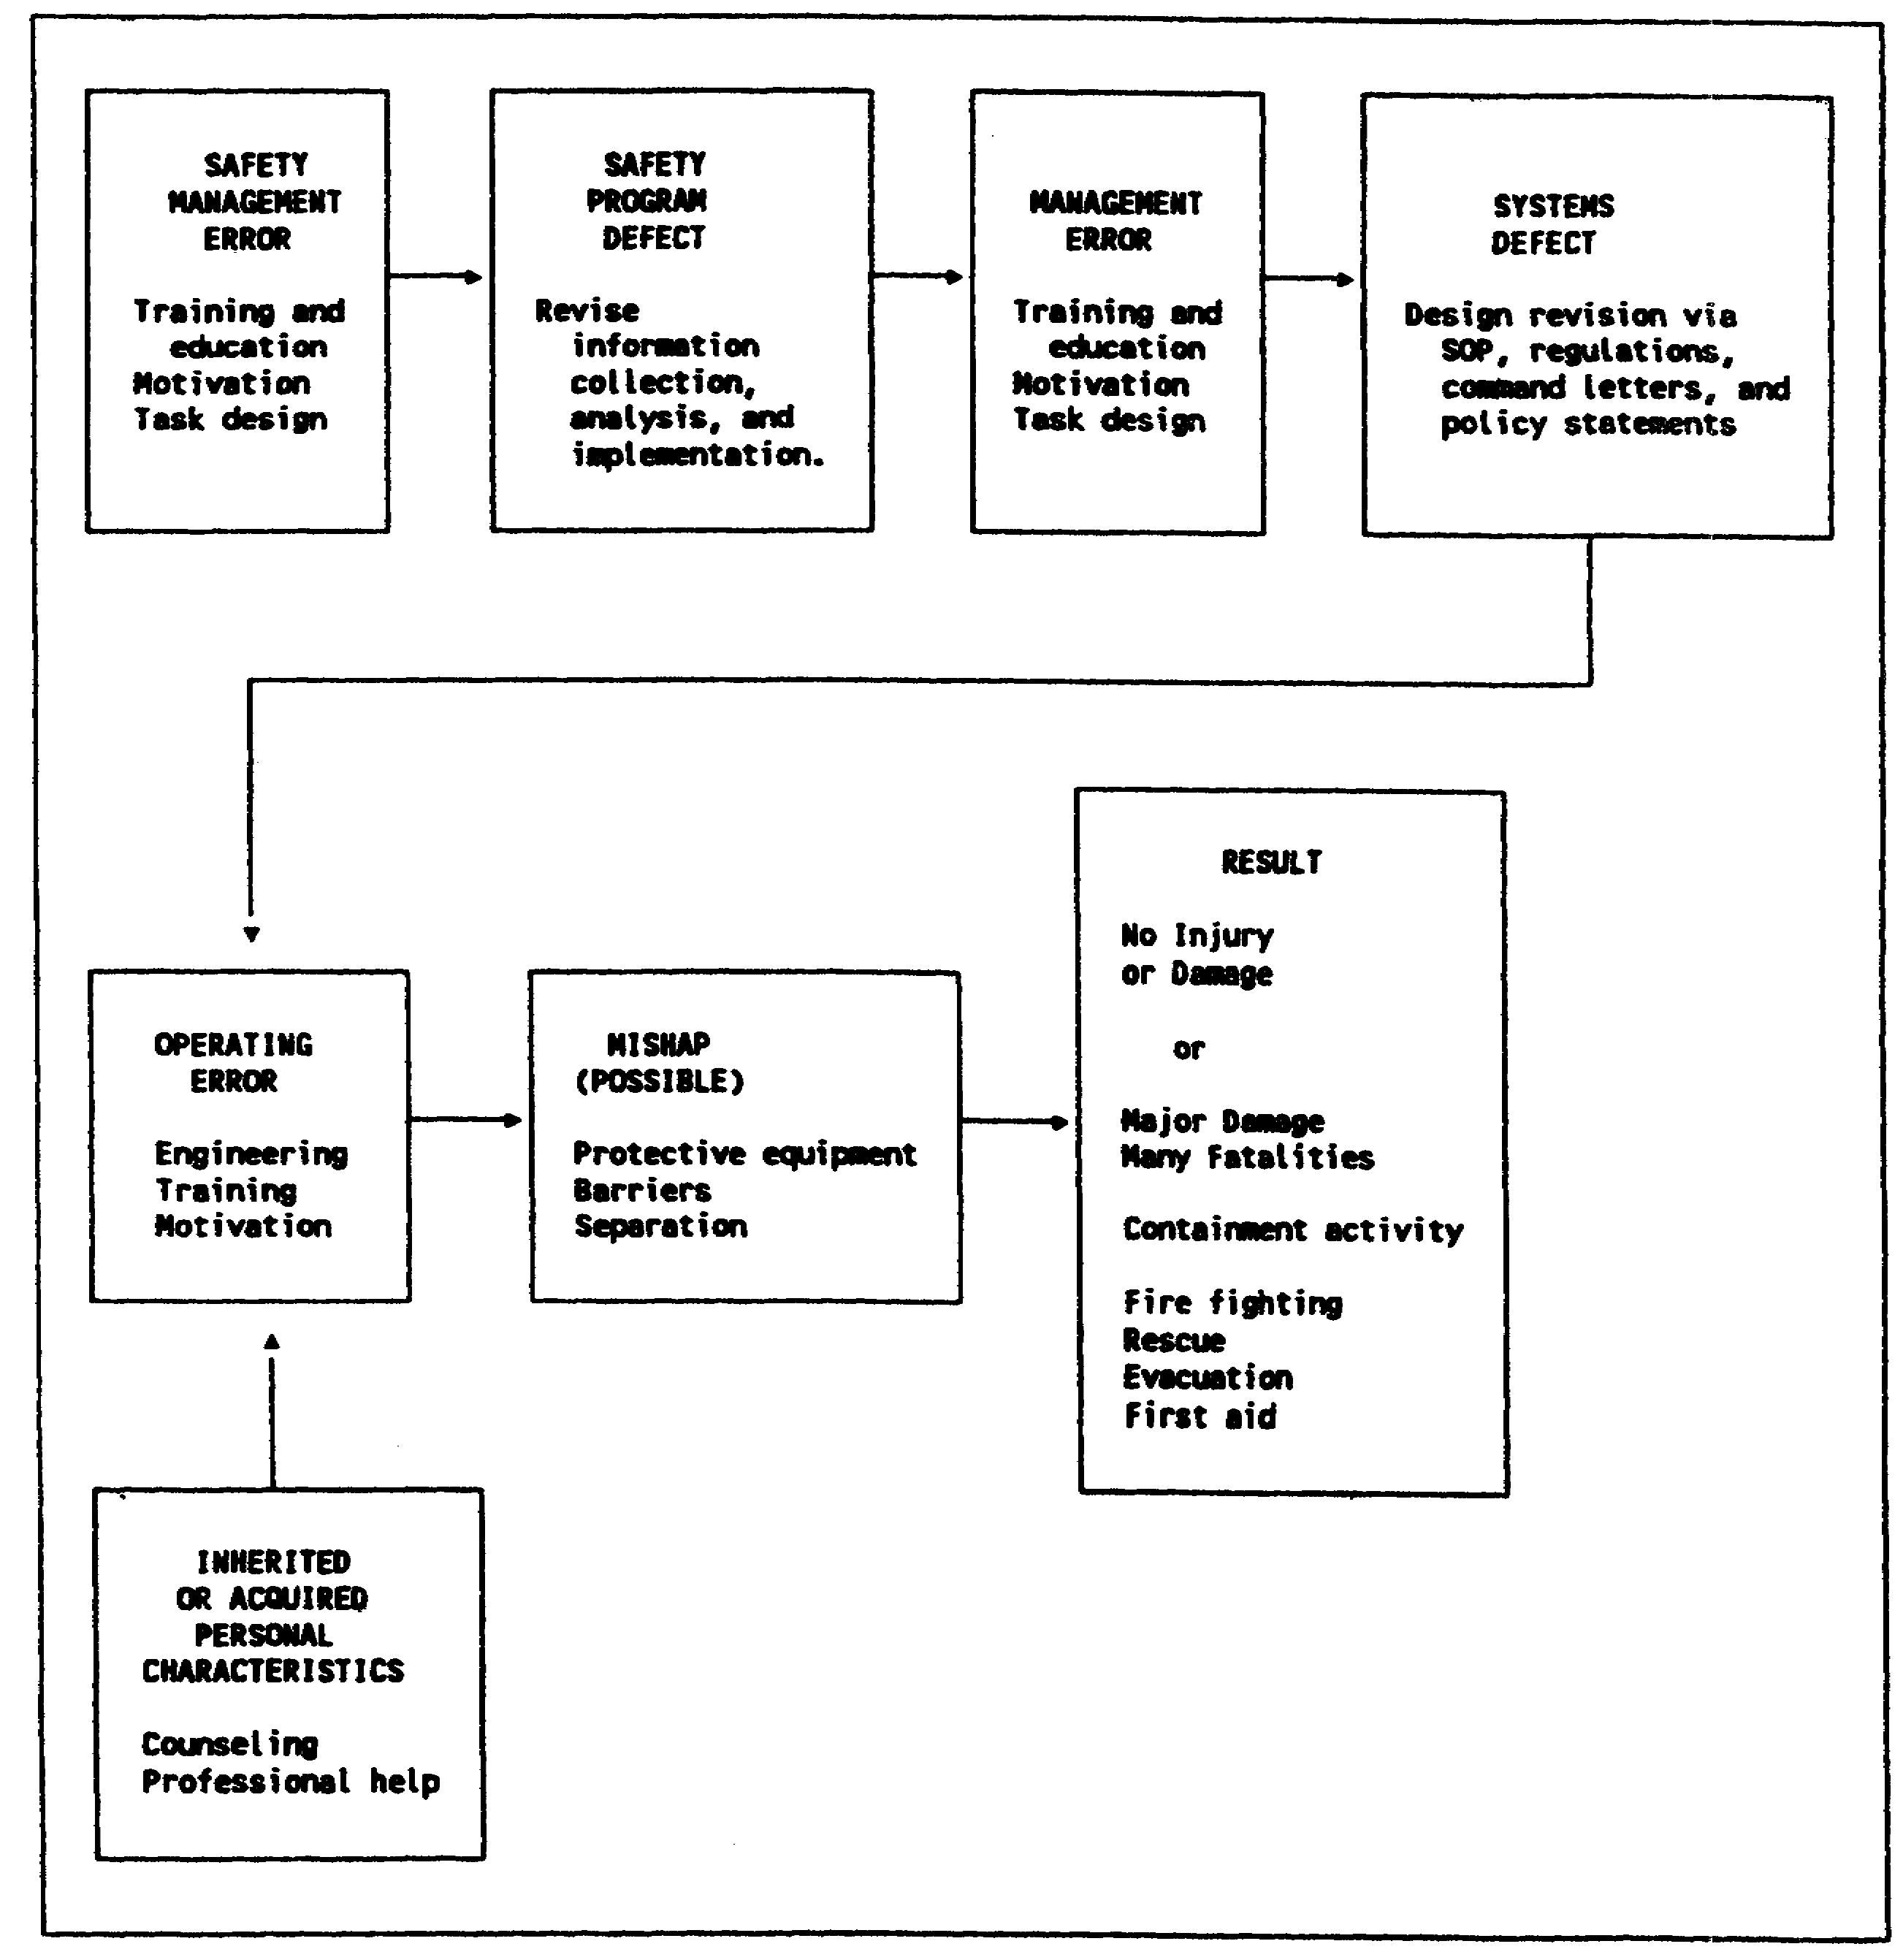 SAFETY
MANAGEMENT
ERROR
Training and
education
Motivation
Task design
SAFETY
PROGRAM
DEFECT
Revise
information
collection,
analysis, and
implementation.
MANAGEMENT
ERROR
Training and
education
Motivation
Task design
SYSTEMS
DEFECT
Design revision via
SOP, regulations,
command letters, and
policy statements
OPERATING
ERROR
Engineering
Training
Motivation
MISHAP
(POSSIBLE)
Protective equipment
Barriers
Separation
RESULT
No Injury
or Damage
or
Major Damage
Many Fatalities
Containment activity
Fire fighting
Rescue
Evacuation
First aid
INHERITED
OR ACQUIRED
PERSONAL
CHARACTERISTICS
Counseling
Professional help